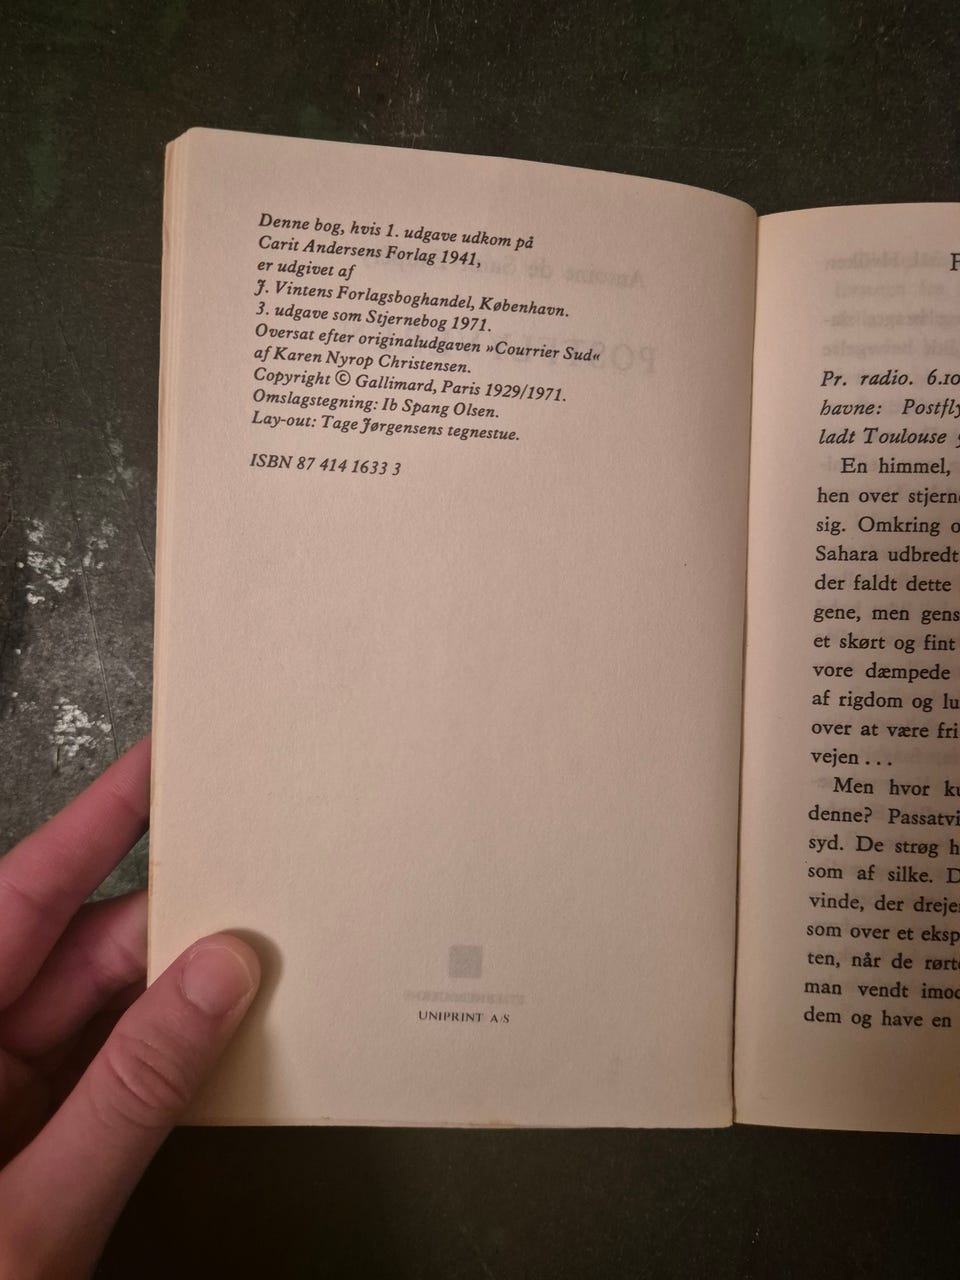 Denne bog, hvis 1. udgave udkom på
Carit Andersens Forlag 1941,
er udgivet af
J. Vintens Forlagsboghandel, København.
3. udgave som Stjernebog 1971.
Oversat efter originaludgaven »Courrier Sud«
af Karen Nyrop Christensen.
Copyright © Gallimard, Paris 1929/1971.
Omslagstegning: Ib Spang Olsen.
Lay-out: Tage Jørgensens tegnestue.
ISBN 87 414 1633 3
UNIPRINT A/S
Pr. radio. 6.10
havne: Postfly
ladt Toulouse
En himmel,
hen over stjern
sig. Omkring o
Sahara udbredt
der faldt dette
gene, men gens
et skørt og fint
vore dæmpede
af rigdom og lu
over at være fri
vejen . . .
Men hvor ku
denne? Passatvi
syd. De strøg h
som af silke. D
vinde, der dreje
som over et eksp
ten, når de rørt
man vendt imod
dem og have en